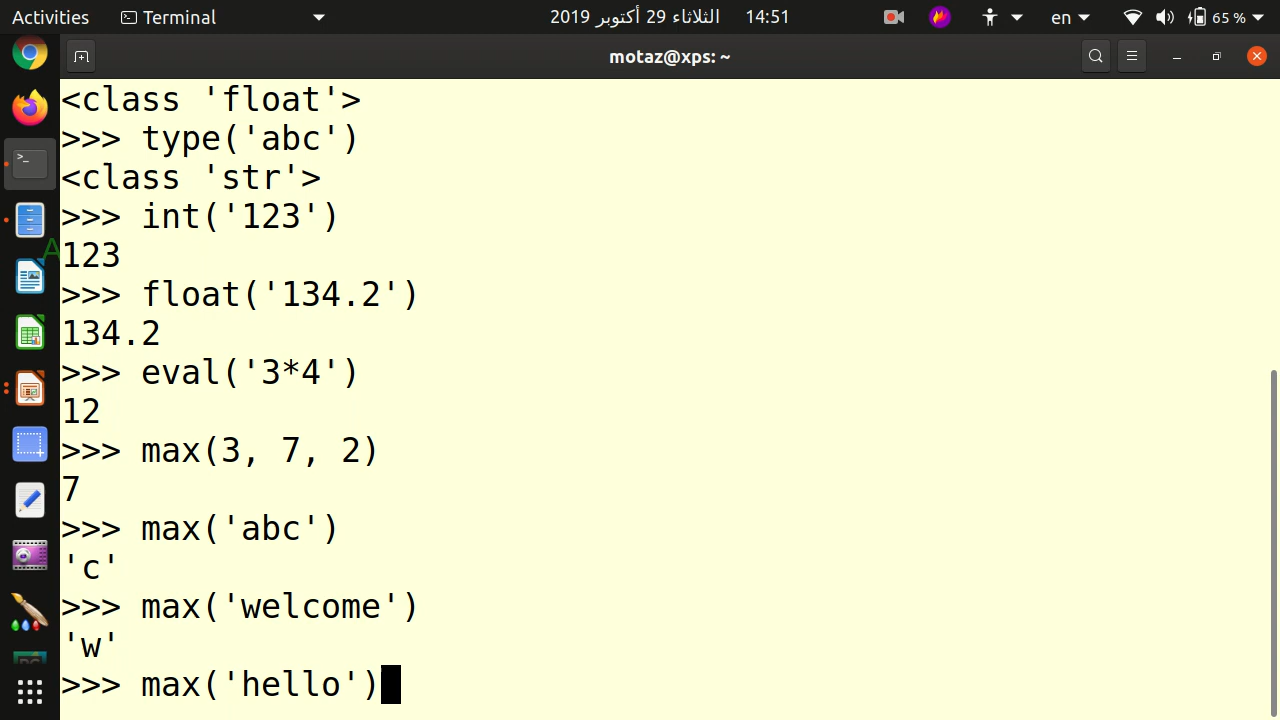 Activities Terminal الثلاثاء 29 أكتوبر 2019 14:51 en 65 %
motaz@xps: ~
<class 'float'>
>>> type('abc')
<class 'str'>
>>> int('123')
123
>>> float('134.2')
134.2
>>> eval('3*4')
12
>>> max(3, 7, 2)
7
>>> max('abc')
'c'
>>> max('welcome')
'w'
>>> max('hello')